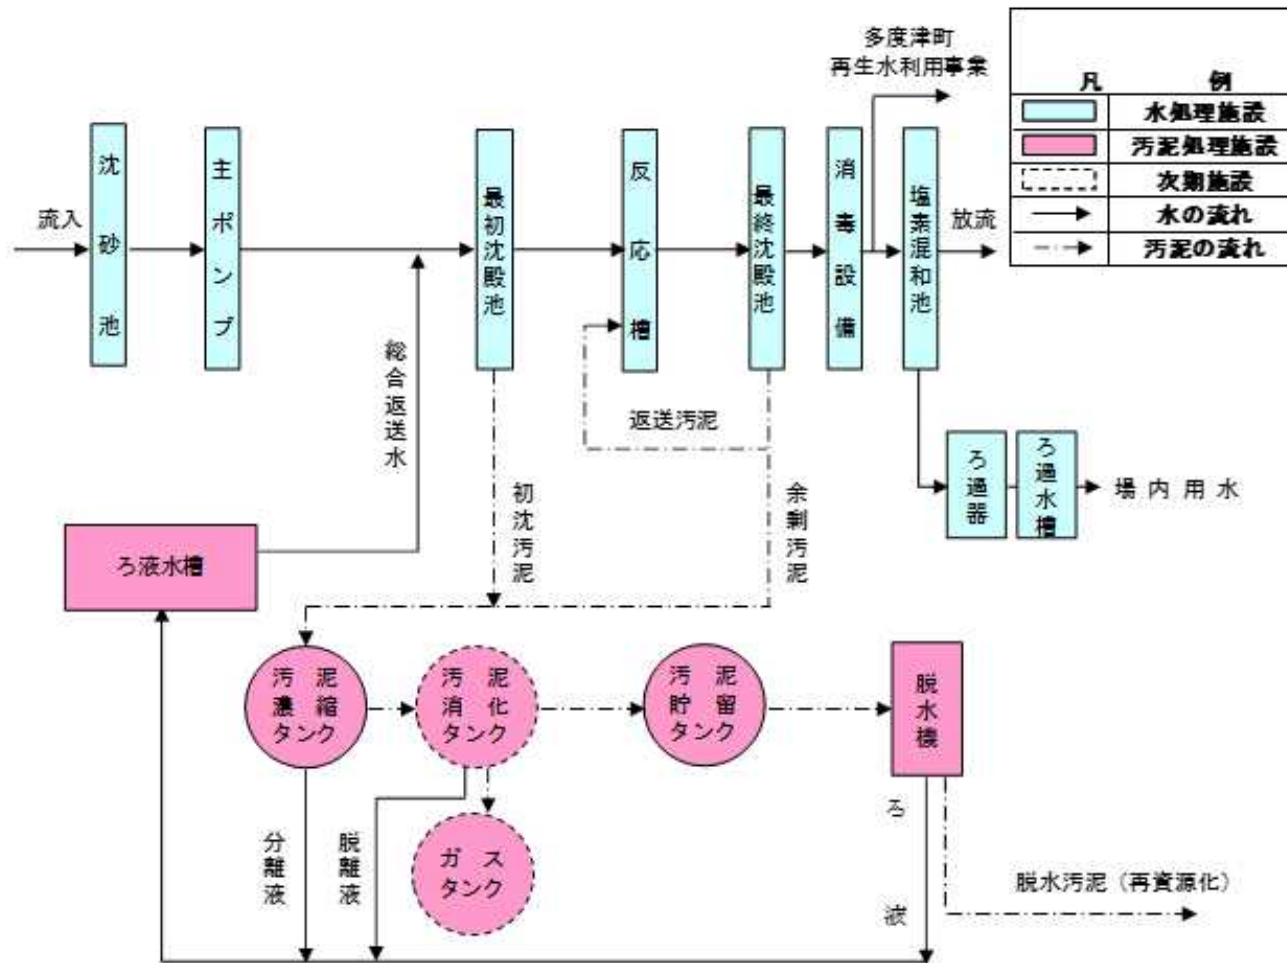 多度津町
再生水利用事業
凡 例
水処理施設
汚泥処理施設
次期施設
水の流れ
汚泥の流れ
流入
沈砂池
主ポンプ
最初沈殿池
反応槽
最終沈殿池
消毒設備
塩素混和池
放流
総合返送水
返送汚泥
初沈汚泥
余剰汚泥
ろ過器
ろ過水槽
場内用水
ろ液水槽
汚泥
濃縮
タンク
汚泥
消化
タンク
汚泥
貯留
タンク
脱水機
分離液
脱離液
ガス
タンク
ろ液
脱水汚泥（再資源化）